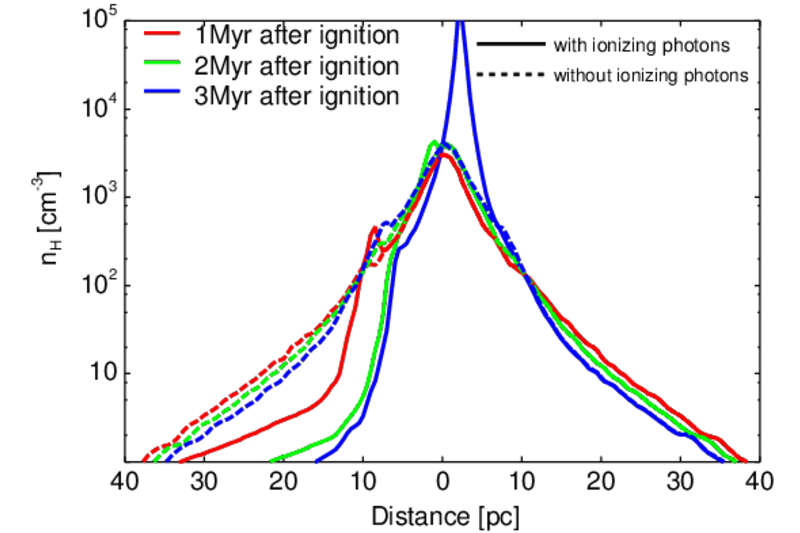 10^5
1Myr after ignition
2Myr after ignition
3Myr after ignition
with ionizing photons
without ionizing photons
10^4
10^3
10^2
10
n_H [cm^-3]
40 30 20 10 0 10 20 30 40
Distance [pc]